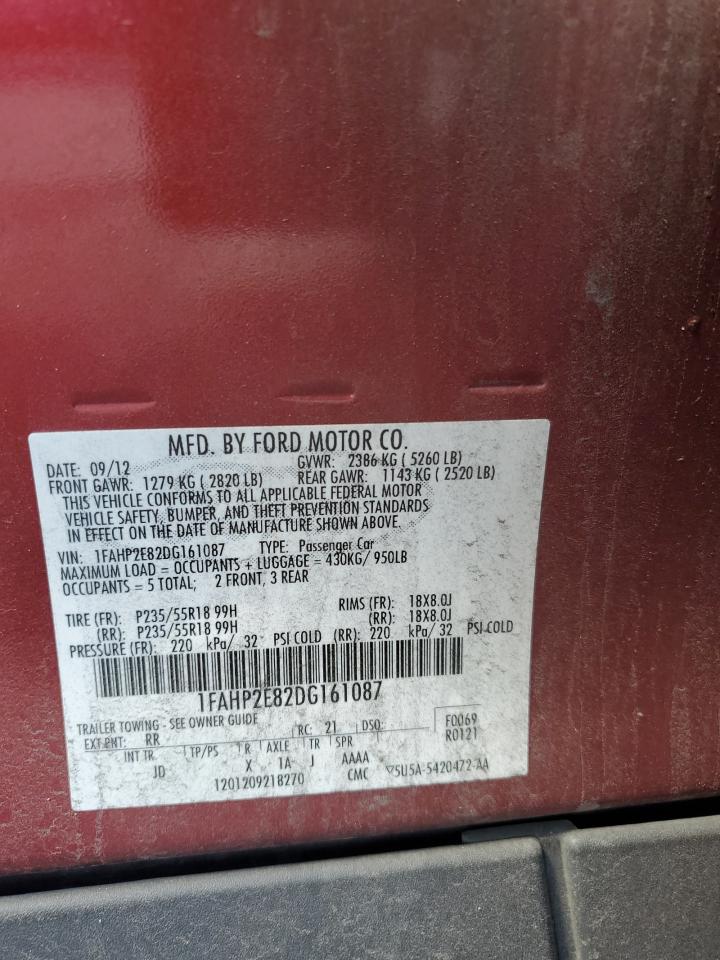 MFD. BY FORD MOTOR CO.
DATE: 09/12 GVWR: 2386 KG ( 5260 LB)
FRONT GAWR: 1279 KG ( 2820 LB) REAR GAWR: 1143 KG ( 2520 LB)
THIS VEHICLE CONFORMS TO ALL APPLICABLE FEDERAL MOTOR
VEHICLE SAFETY, BUMPER, AND THEFT PREVENTION STANDARDS
IN EFFECT ON THE DATE OF MANUFACTURE SHOWN ABOVE.
VIN: 1FAHP2E82DG161087 TYPE: Passenger Car
MAXIMUM LOAD = OCCUPANTS + LUGGAGE = 430KG/ 950LB
OCCUPANTS = 5 TOTAL; 2 FRONT, 3 REAR
TIRE (FR): P235/55R18 99H RIMS (FR): 18X8.0J
(RR): P235/55R18 99H (RR): 18X8.0J
PRESSURE (FR): 220 kPa/ 32 PSI COLD (RR): 220 kPa/ 32 PSI COLD
1FAHP2E82DG161087
TRAILER TOWING - SEE OWNER GUIDE
EXT PNT: RR RC: 21 DSO: F0069
R0121
INT TR TP/PS R AXLE TR SPR
JD X 1A J AAAA
1201209218270 CMC 5U5A-5420472-AA